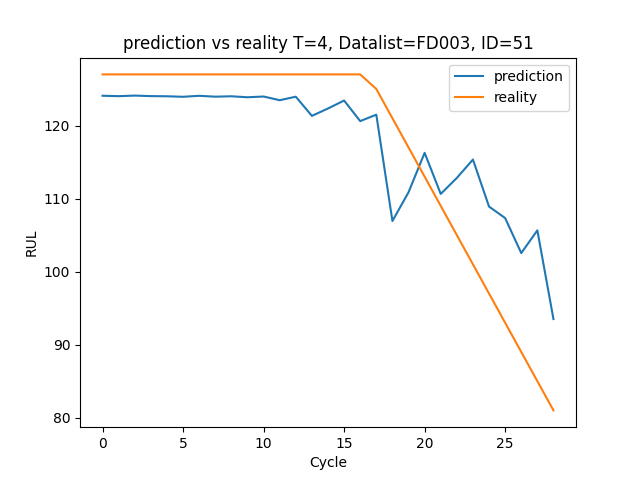 prediction vs reality T=4, Datalist=FD003, ID=51
prediction
reality
RUL
120
110
100
90
80
0 5 10 15 20 25
Cycle